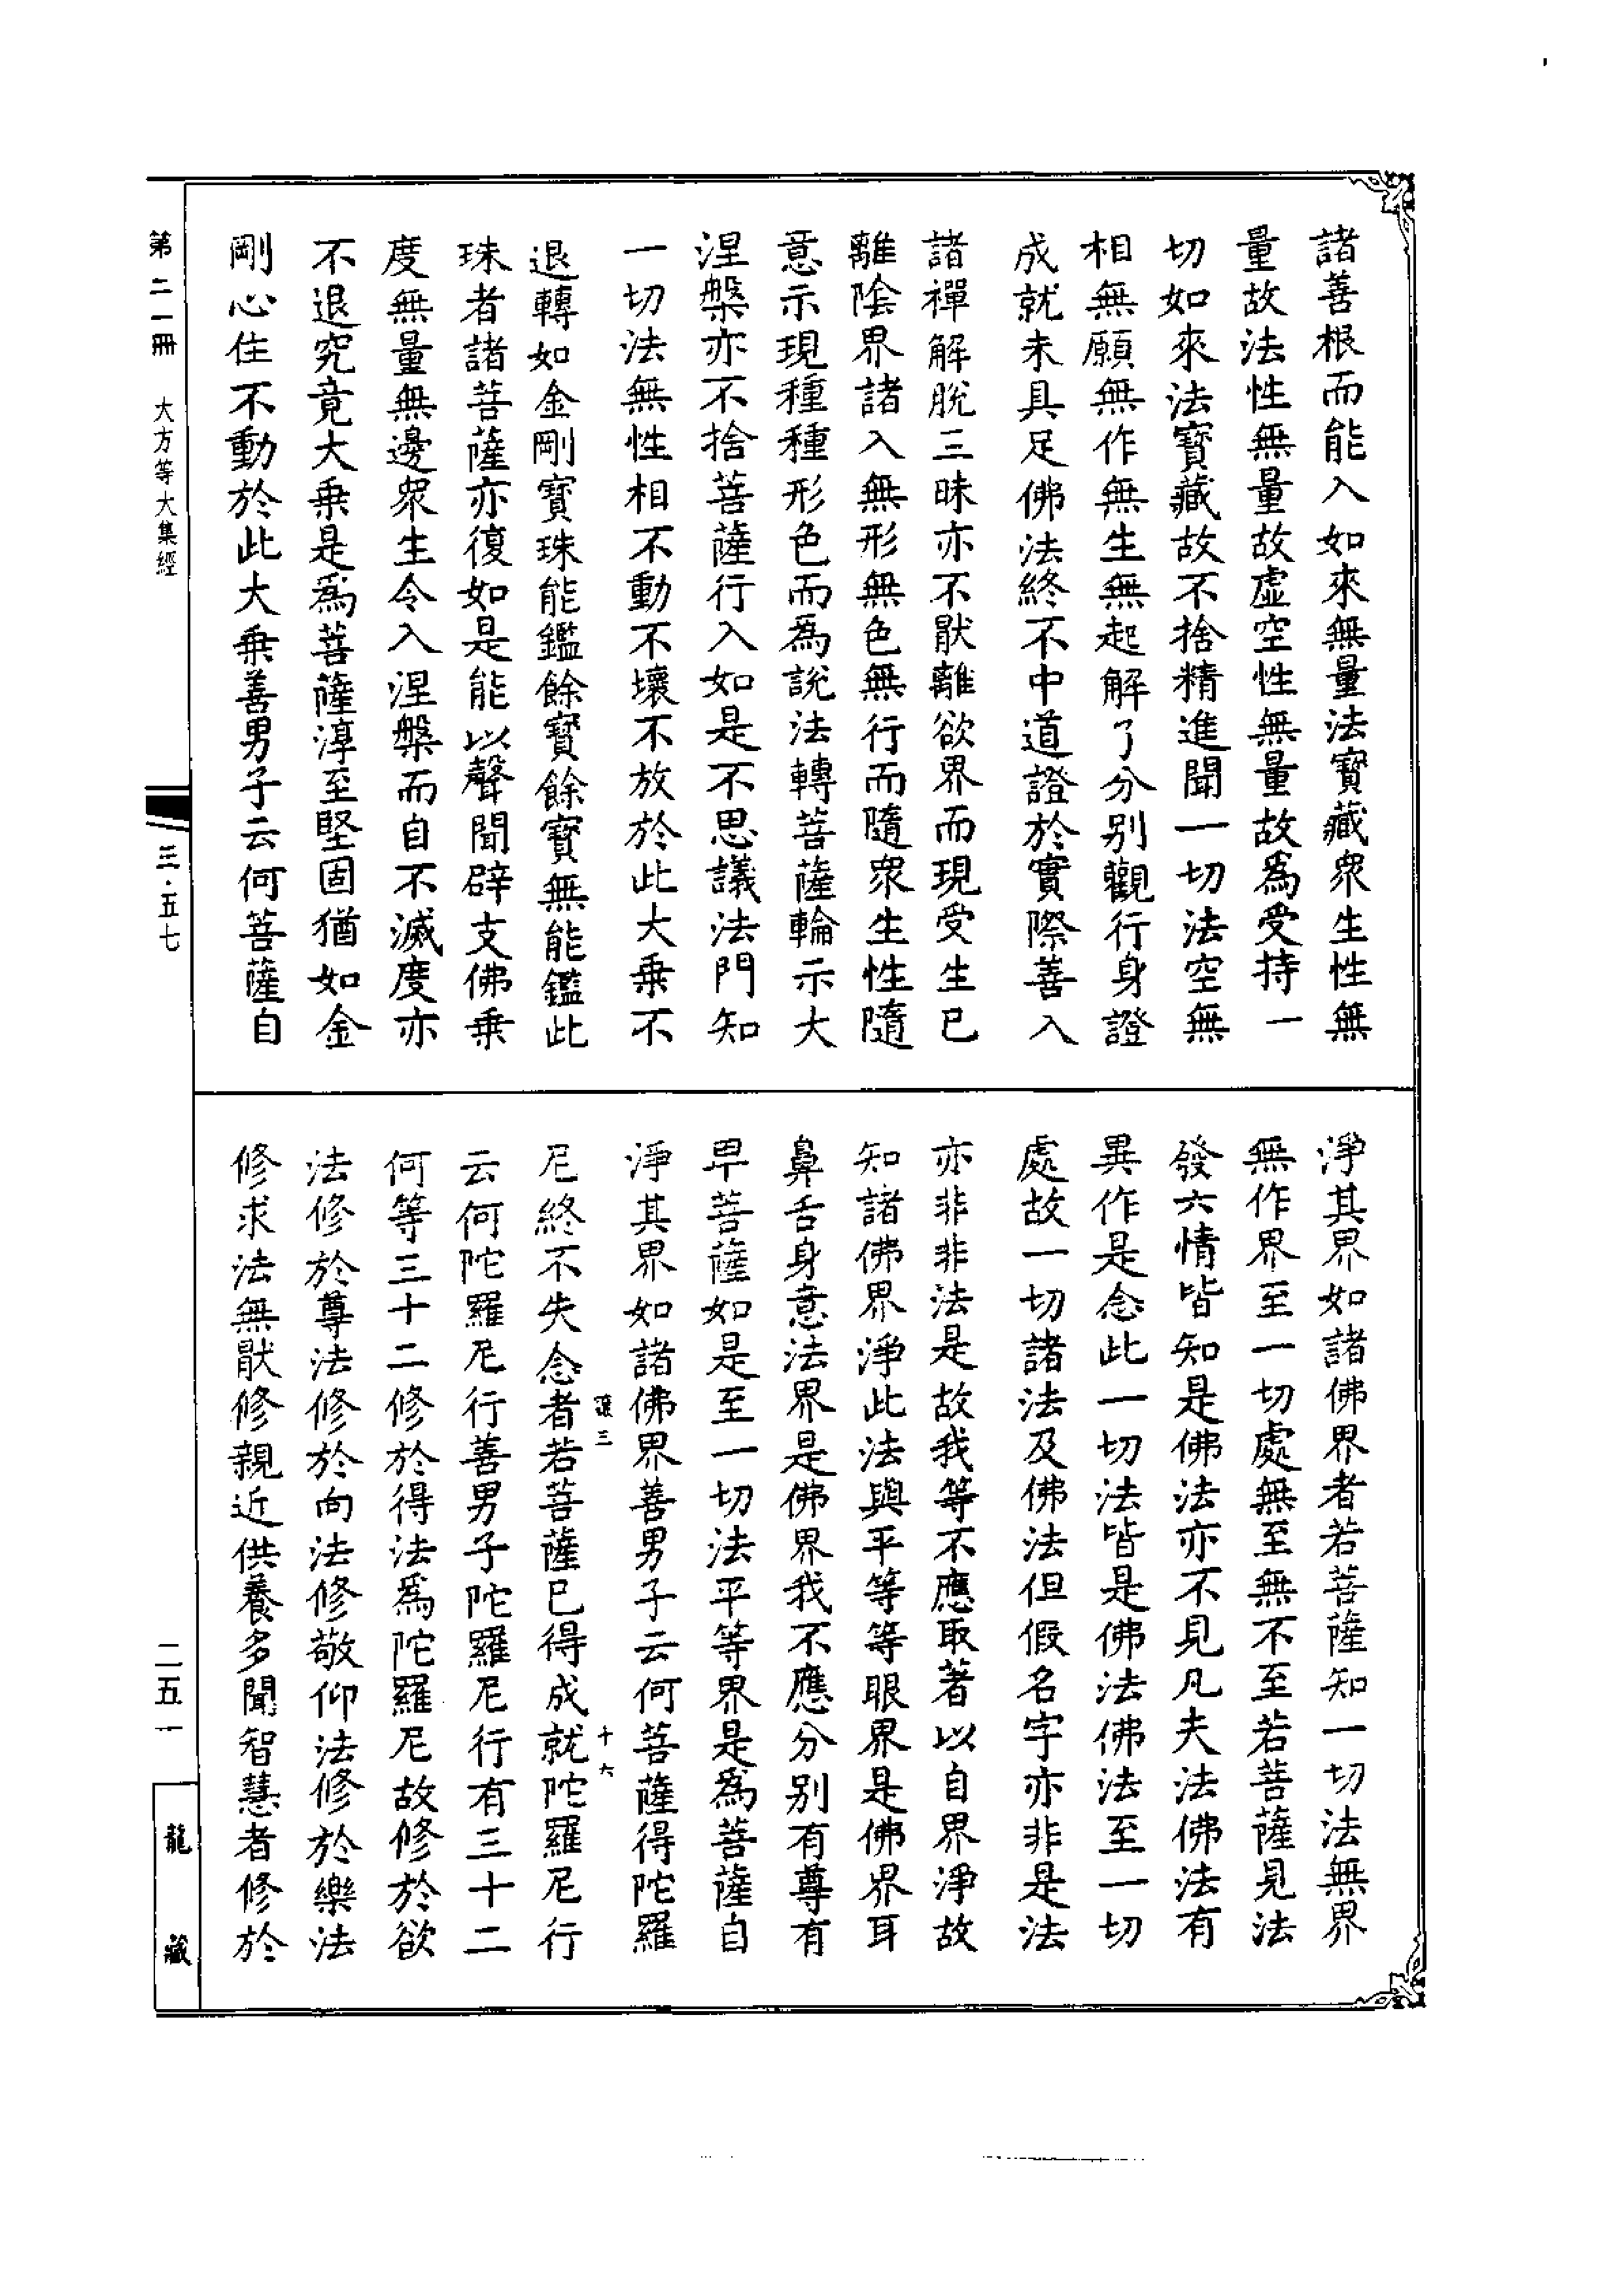 諸善根而能入如來無量法寳藏衆生性無
量故法性無量故虛空性無量故爲受持一
切如來法寳藏故不捨精進聞一切法空無
相無願無作無生無起解了分別觀行身證
成就未具足佛法終不中道證於實際善入
諸禪解脫三昧亦不猒離欲界而現受生已
離陰界諸入無形無色無行而隨衆生性隨
意示現種種形色而爲說法轉菩薩輪示大
涅槃亦不捨菩薩行入如是不思議法門知
一切法無性相不動不壞不放於此大乗不
退轉如金剛寳珠能鑑餘寳餘寳無能鑑此
珠者諸菩薩亦復如是能以聲聞辟支佛乗
度無量無邊衆生令入涅槃而自不滅度亦
不退究竟大乗是爲菩薩淳至堅固猶如金
剛心住不動於此大乗善男子云何菩薩自
淨其界如諸佛界者若菩薩知一切法無界
無作界至一切處無至無不至若菩薩見法
發六情皆知是佛法亦不見凡夫法佛法有
異作是念此一切法皆是佛法佛法至一切
處故一切諸法及佛法但假名字亦非是法
亦非非法是故我等不應取著以自界淨故
知諸佛界淨此法與平等等眼界是佛界耳
鼻舌身意法界是佛界我不應分別有尊有
早菩薩如是至一切法平等界是爲菩薩自
淨其界如諸佛界善男子云何菩薩得陀羅
尼終不失念者若菩薩已得成就陀羅尼行
云何陀羅尼行善男子陀羅尼行有三十二
何等三十二修於得法爲陀羅尼故修於欲
法修於尊法修於向法修敬仰法修於樂法
修求法無猒修親近供養多聞智慧者修於
三
十六
第二一冊 大方等大集經
三·五七
二五一
龍藏